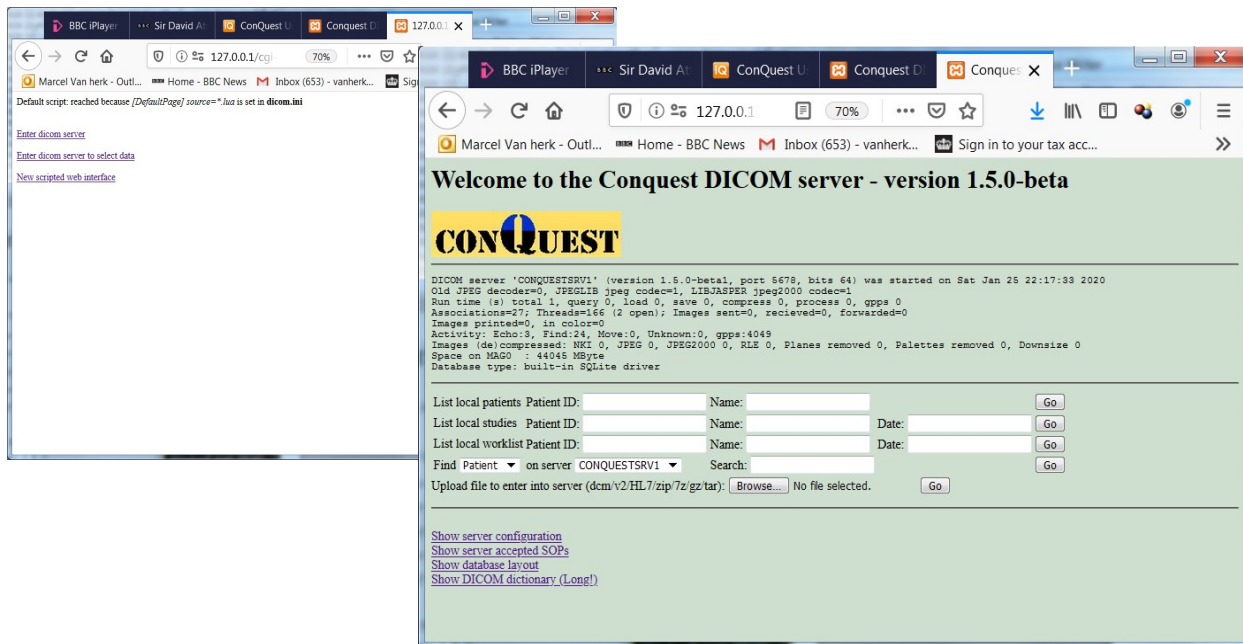 BBC iPlayer
Sir David At
ConQuest U
Conquest D
127.0.0.1
127.0.0.1/cgi
70%
Marcel Van herk - Outl...
Home - BBC News
Inbox (653) - vanherk...
Sig
Default script: reached because [DefaultPage] source=*.lua is set in dicom.ini
Enter dicom server
Enter dicom server to select data
New scripted web interface
BBC iPlayer
Sir David At
ConQuest U
Conquest D
Conques
127.0.0.1
70%
Marcel Van herk - Outl...
Home - BBC News
Inbox (653) - vanherk...
Sign in to your tax acc...
Welcome to the Conquest DICOM server - version 1.5.0-beta
CONQUEST
DICOM server 'CONQUESTSRV1' (version 1.5.0-beta1, port 5678, bits 64) was started on Sat Jan 25 22:17:33 2020
Old JPEG decoder=0, JPEGLIB jpeg codec=1, LIBJASPER jpeg2000 codec=1
Run time (s) total 1, query 0, load 0, save 0, compress 0, process 0, gpps 0
Associations=27; Threads=166 (2 open); Images sent=0, recieved=0, forwarded=0
Images printed=0, in color=0
Activity: Echo:3, Find:24, Move:0, Unknown:0, gpps:4049
Images (de)compressed: NKI 0, JPEG 0, JPEG2000 0, RLE 0, Planes removed 0, Palettes removed 0, Downsize 0
Space on MAG0  : 44045 MByte
Database type: built-in SQLite driver
List local patients Patient ID: Name: Go
List local studies Patient ID: Name: Date: Go
List local worklist Patient ID: Name: Date: Go
Find Patient on server CONQUESTSRV1 Search: Go
Upload file to enter into server (dcm/v2/HL7/zip/7z/gz/tar): Browse... No file selected. Go
Show server configuration
Show server accepted SOPs
Show database layout
Show DICOM dictionary (Long!)